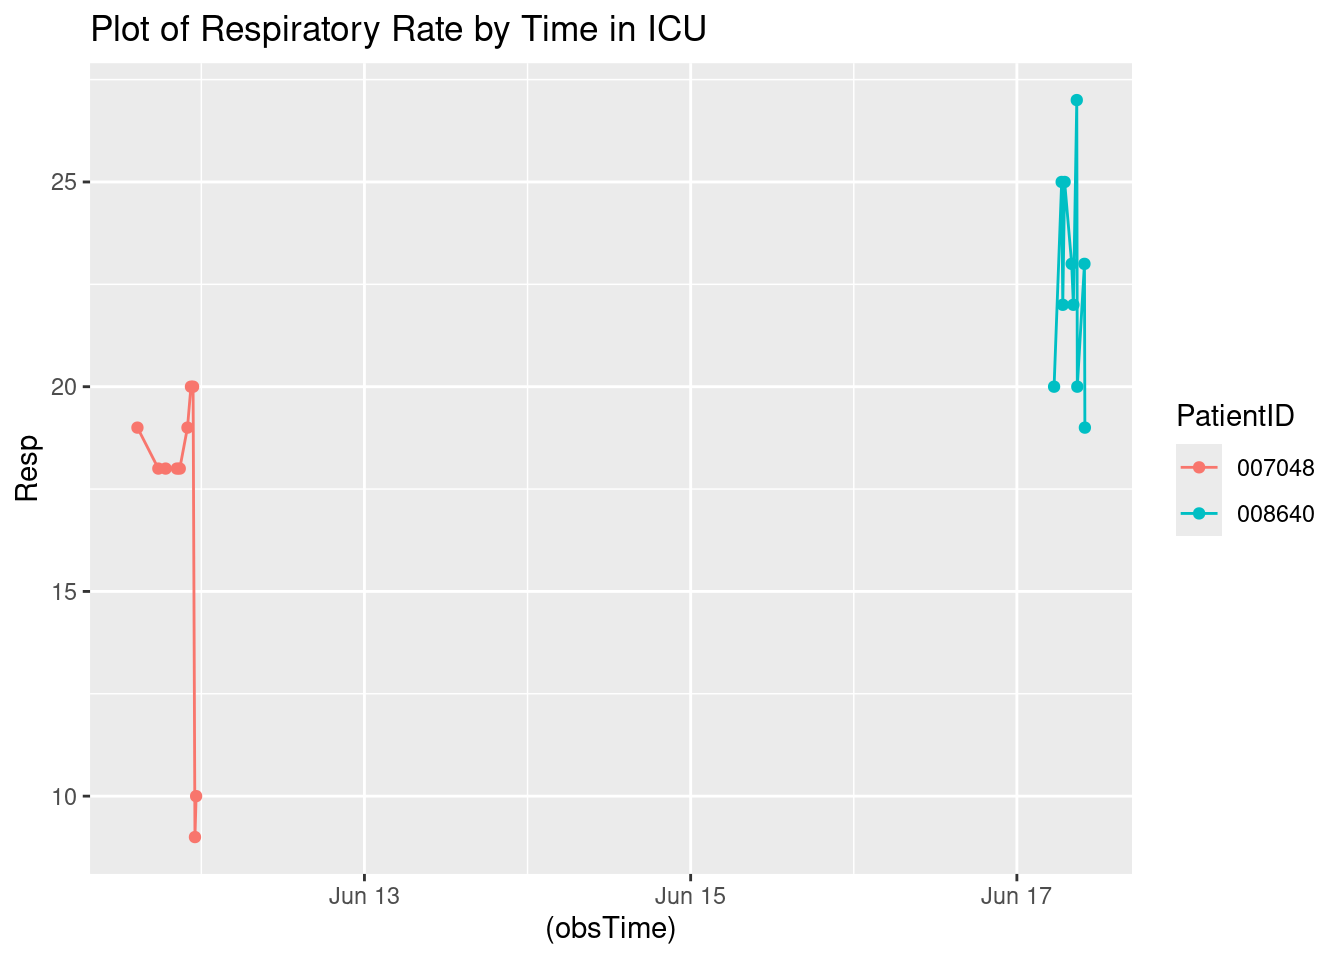 Plot of Respiratory Rate by Time in ICU
25
20
15
10
Resp
Jun 13
Jun 15
Jun 17
(obsTime)
PatientID
007048
008640